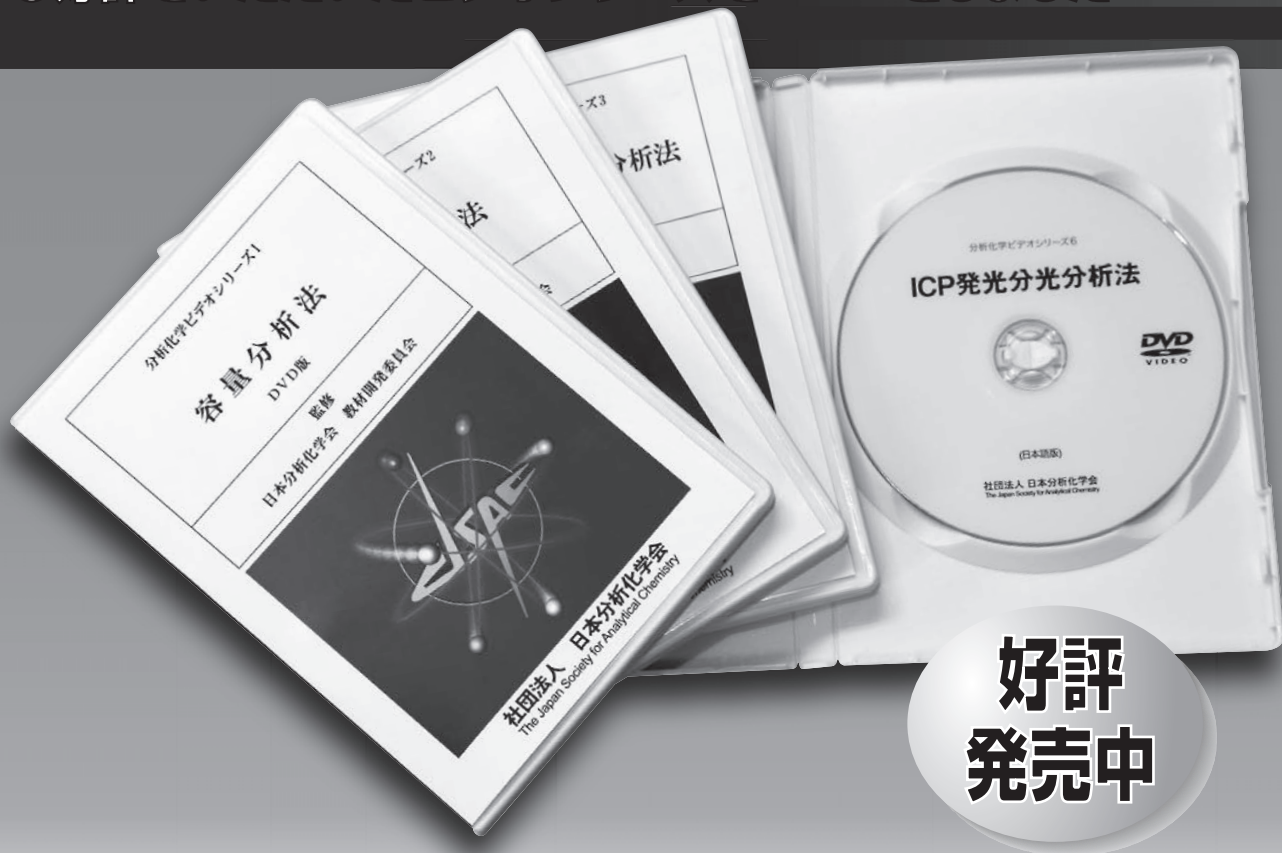 分析化学ビデオシリーズ1
容量分析法
DVD版
監修
日本分析化学会 教材開発委員会
JSAC
社団法人 日本分析化学会
The Japan Society for Analytical Chemistry
ーズ2
法
会
emistry
ーズ3
析法
分析化学ビデオシリーズ6
ICP発光分光分析法
DVD
VIDEO
(日本語版)
社団法人 日本分析化学会
The Japan Society for Analytical Chemistry
好評
発売中